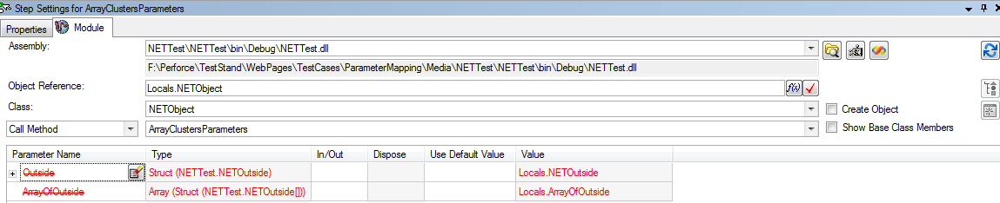 Step Settings for ArrayClustersParameters
Properties Module
Assembly: NETTest\NETTest\bin\Debug\NETTest.dll
F:\Perforce\TestStand\WebPages\TestCases\ParameterMapping\Media\NETTest\NETTest\bin\Debug\NETTest.dll
Object Reference: Locals.NETObject f(x)
Class: NETObject Create Object
Call Method ArrayClustersParameters Show Base Class Members
Parameter Name Type In/Out Dispose Use Default Value Value
Outside Struct (NETTest.NETOutside) Locals.NETOutside
ArrayOfOutside Array (Struct (NETTest.NETOutside[])) Locals.ArrayOfOutside